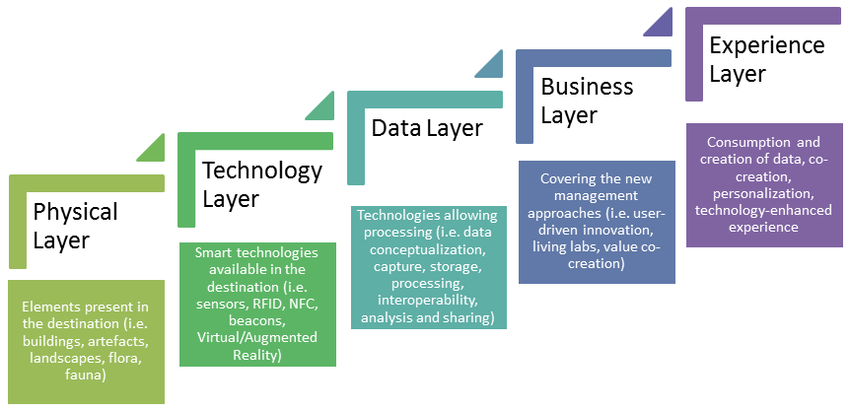 Physical
Layer
Elements present in
the destination (i.e.
buildings, artefacts,
landscapes, flora,
fauna)
Technology
Layer
Smart technologies
available in the
destination (i.e.
sensors, RFID, NFC,
beacons,
Virtual/Augmented
Reality)
Data Layer
Technologies allowing
processing (i.e. data
conceptualization,
capture, storage,
processing,
interoperability,
analysis and sharing)
Business
Layer
Covering the new
management
approaches (i.e. user-
driven innovation,
living labs, value co-
creation)
Experience
Layer
Consumption and
creation of data, co-
creation,
personalization,
technology-enhanced
experience